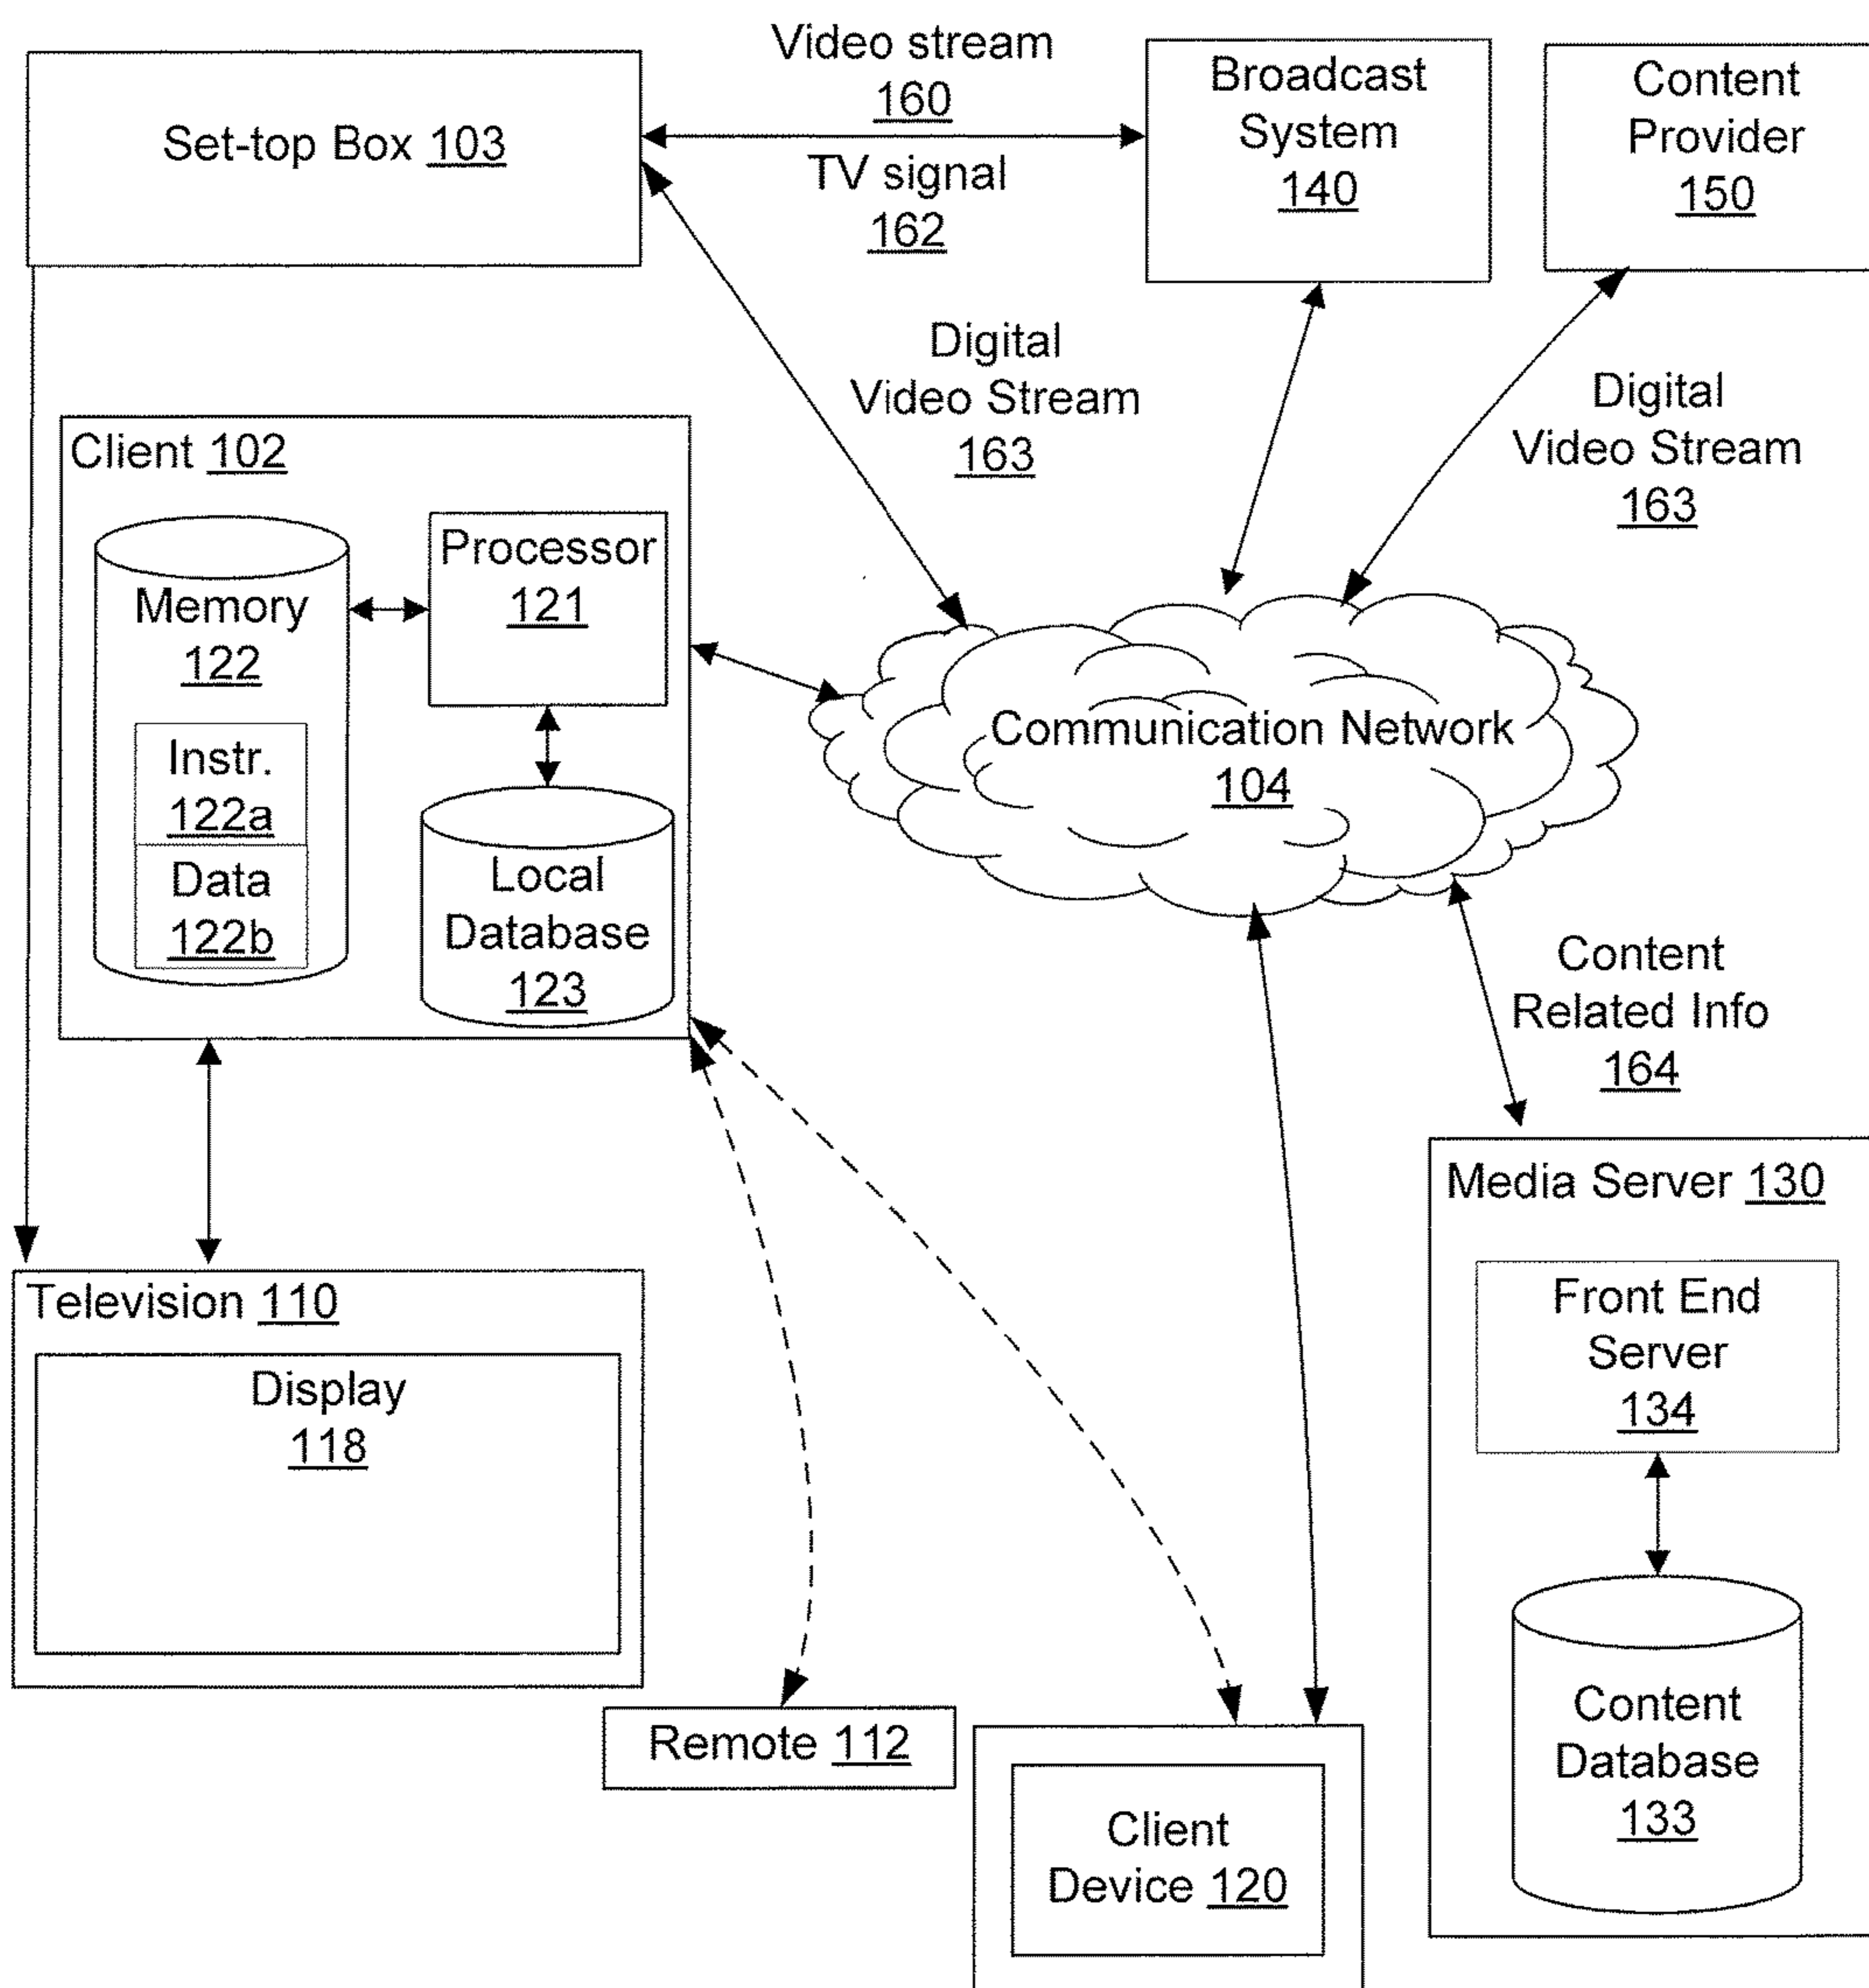 Set-top Box 103
Video stream
160
TV signal
162
Broadcast
System
140
Content
Provider
150
Digital
Video Stream
163
Digital
Video Stream
163
Client 102
Memory
122
Instr.
122a
Data
122b
Processor
121
Local
Database
123
Communication Network
104
Content
Related Info
164
Television 110
Display
118
Remote 112
Client
Device 120
Media Server 130
Front End
Server
134
Content
Database
133